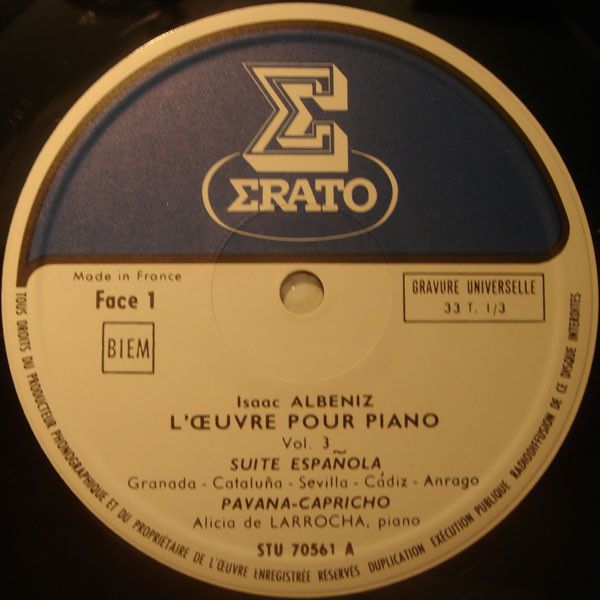 Σ
ΣRATO
Made in France
Face 1
BIEM
GRAVURE UNIVERSELLE
33 T. 1/3
Isaac ALBENIZ
L'ŒUVRE POUR PIANO
Vol. 3
SUITE ESPAÑOLA
Granada - Cataluña - Sevilla - Cádiz - Anrago
PAVANA-CAPRICHO
Alicia de LARROCHA, piano
STU 70561 A
TOUS DROITS DU PRODUCTEUR PHONOGRAPHIQUE ET DU PROPRIÉTAIRE DE L'ŒUVRE ENREGISTRÉE RÉSERVÉS DUPLICATION EXÉCUTION PUBLIQUE RADIODIFFUSION DE CE DISQUE INTERDITES